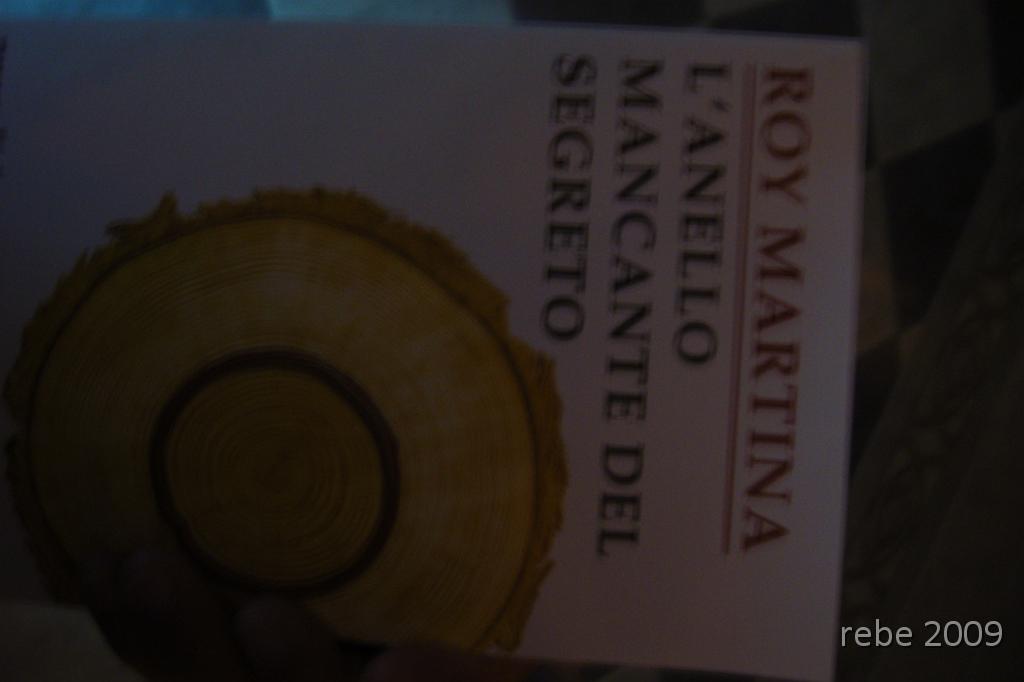 ROY MARTINA
L'ANELLO
MANCANTE DEL
SEGRETO
rebe 2009